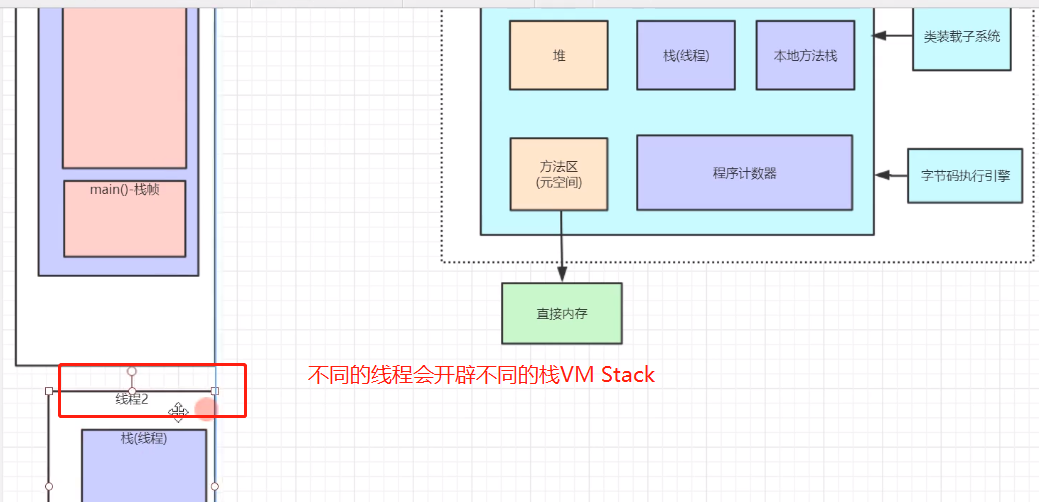 类装载子系统
堆
栈(线程)
本地方法栈
方法区
(元空间)
程序计数器
字节码执行引擎
main()-栈帧
直接内存
不同的线程会开辟不同的栈VM Stack
线程2
栈(线程)